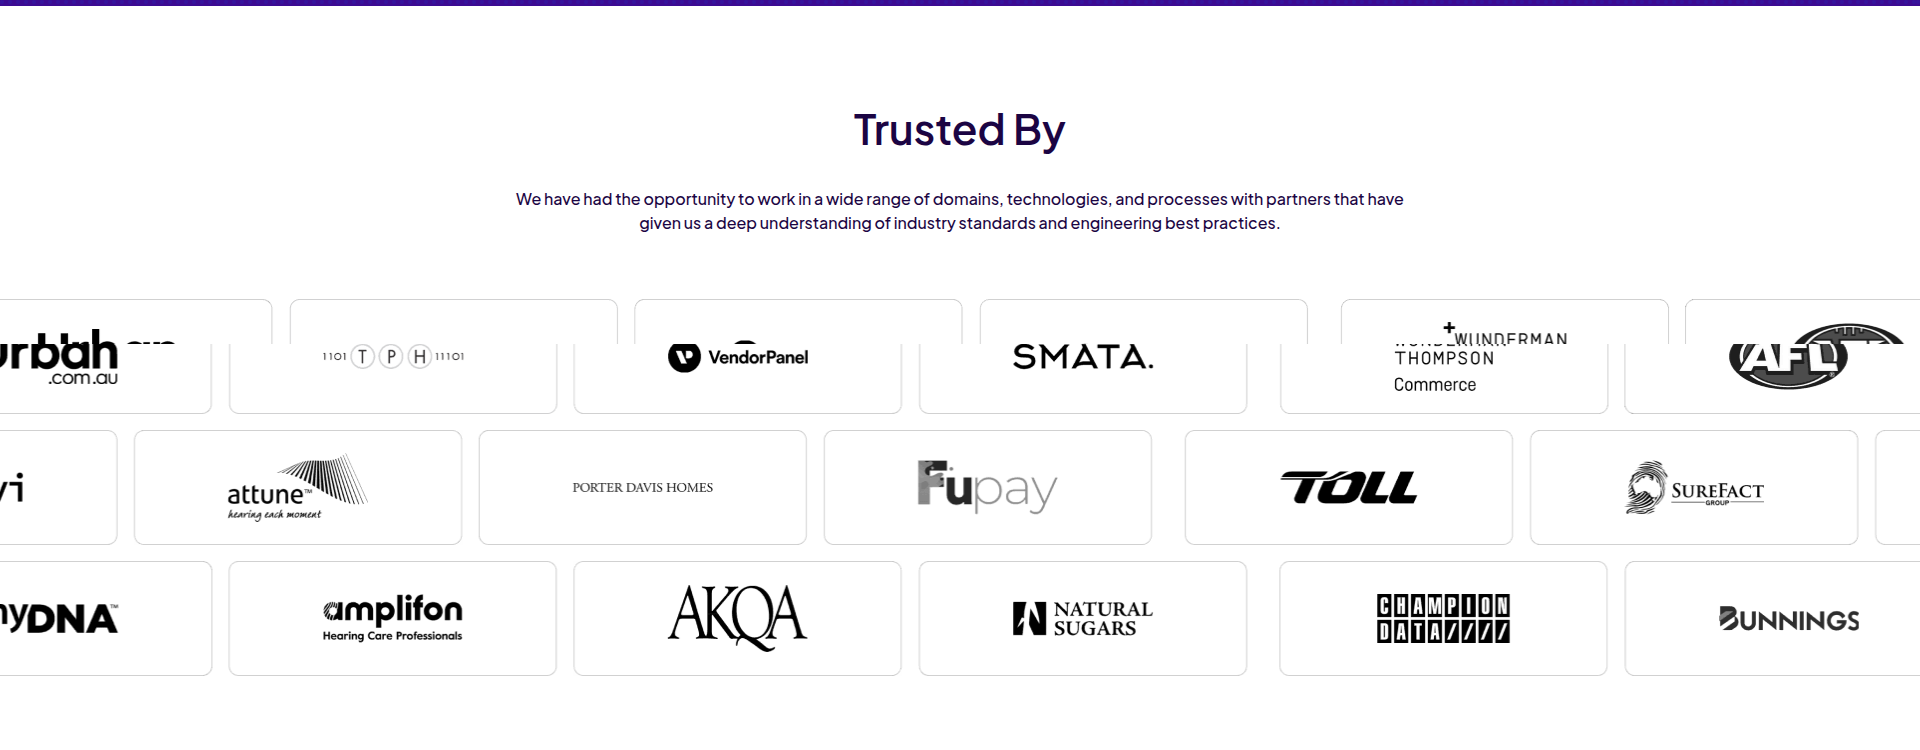 Trusted By
We have had the opportunity to work in a wide range of domains, technologies, and processes with partners that have
given us a deep understanding of industry standards and engineering best practices.
urban
.com.au
1101 T P H 11101
VendorPanel
SMATA.
WUNDERMAN
THOMPSON
Commerce
AFL
vi
attune™
hearing each moment
PORTER DAVIS HOMES
Fupay
TOLL
SUREFACT
GROUP
myDNA™
amplifon
Hearing Care Professionals
AKQA
NATURAL
SUGARS
CHAMPION
DATA////
BUNNINGS